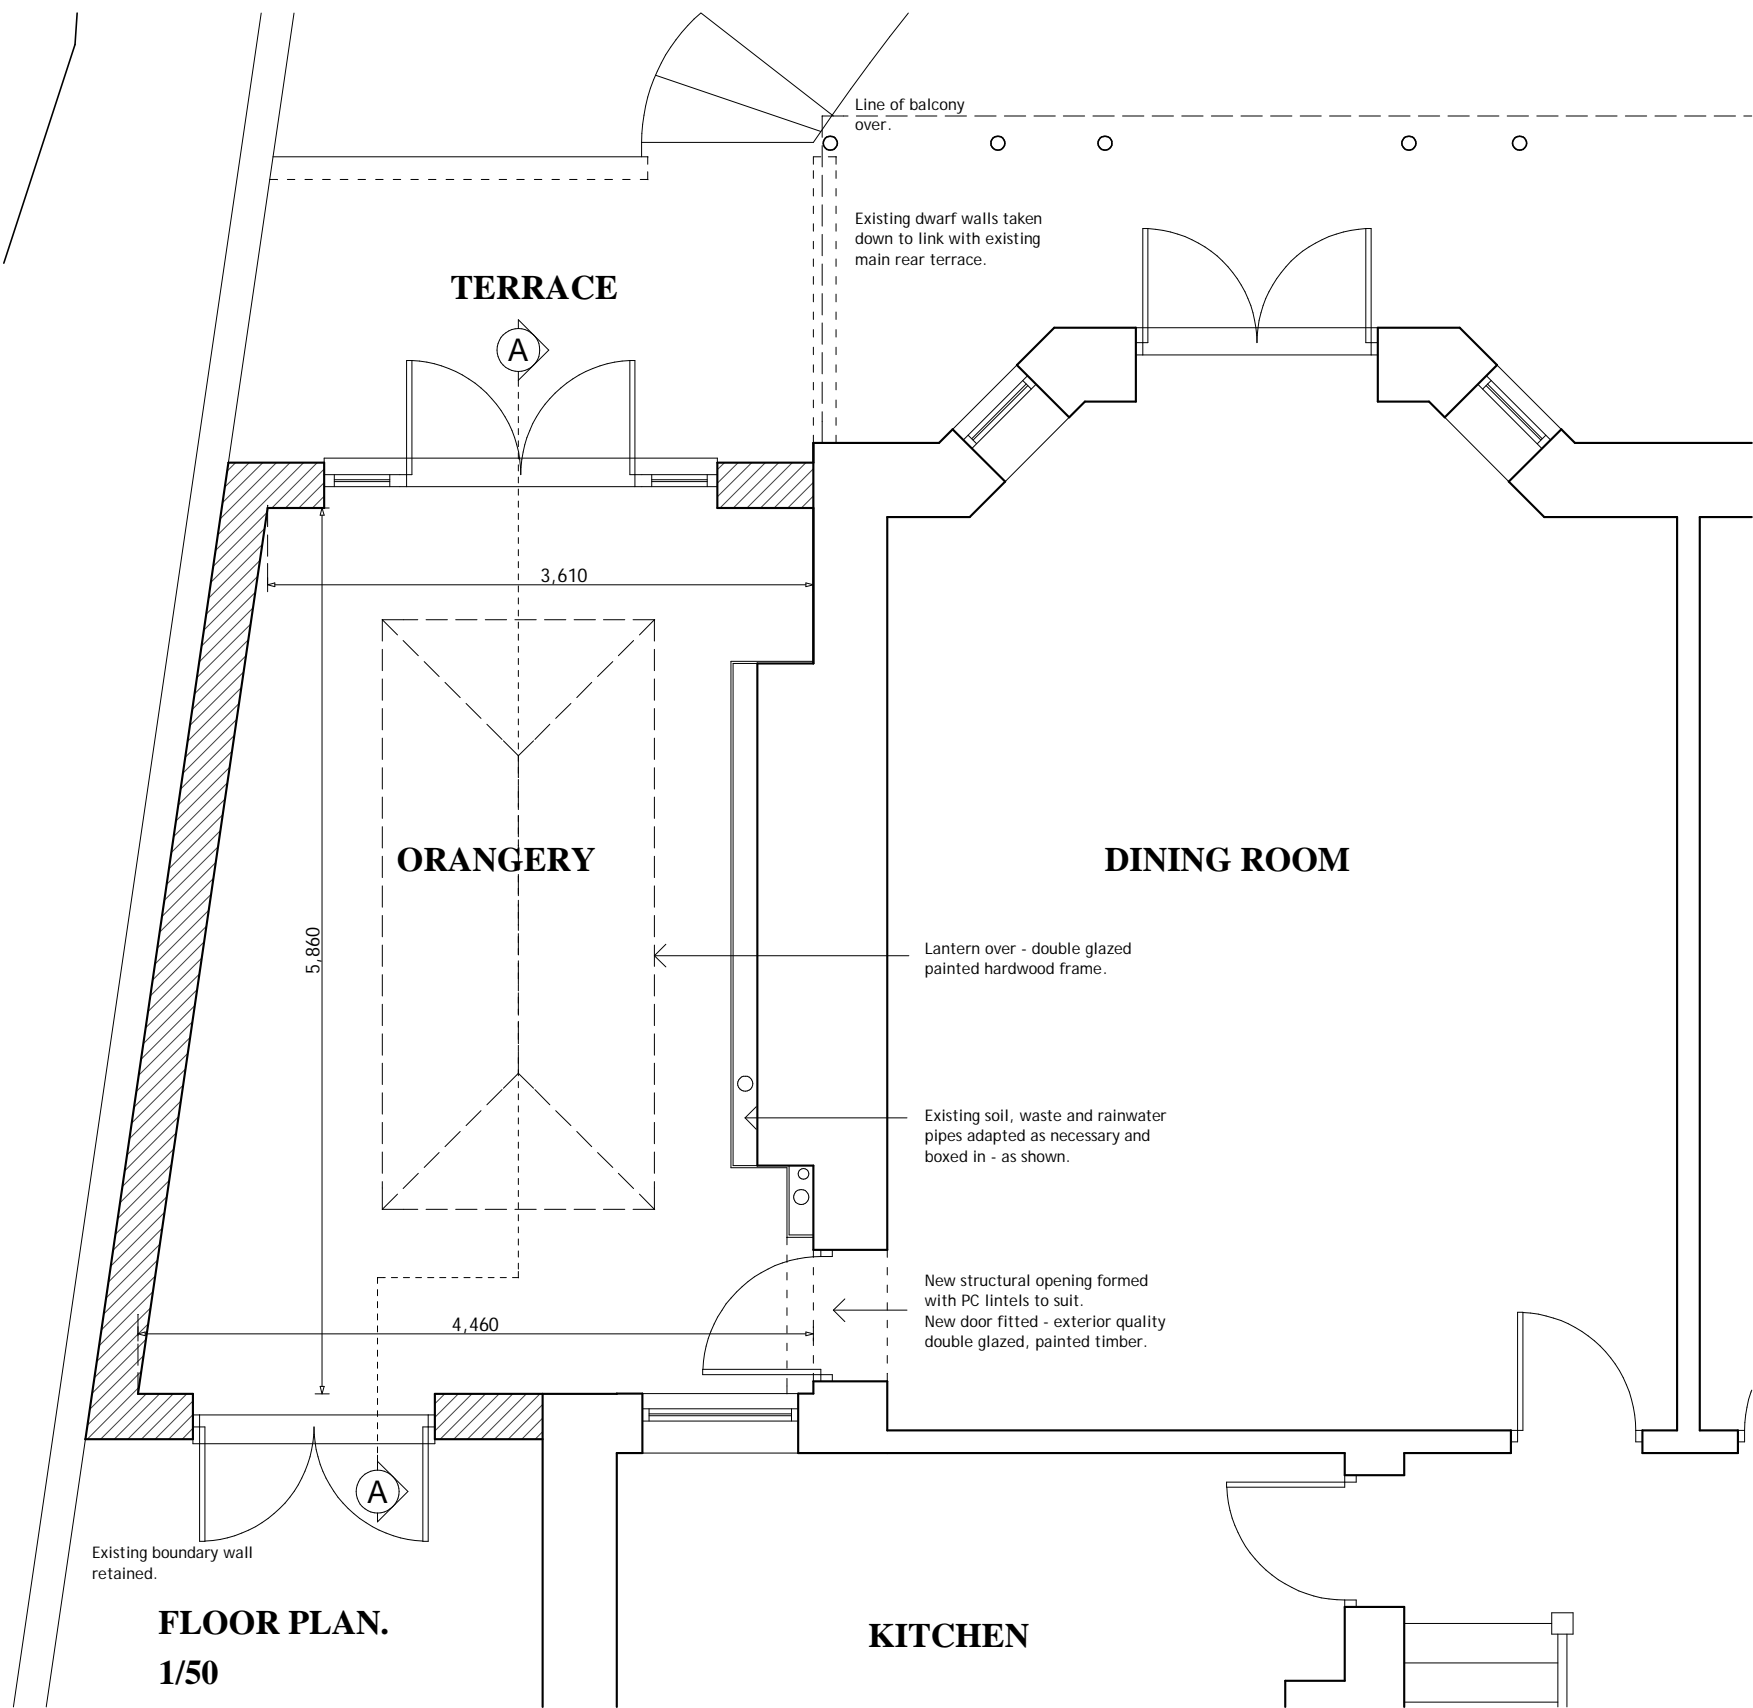 Line of balcony
over.
Existing dwarf walls taken
down to link with existing
main rear terrace.
TERRACE
A
3,610
ORANGERY
DINING ROOM
5,860
Lantern over - double glazed
painted hardwood frame.
Existing soil, waste and rainwater
pipes adapted as necessary and
boxed in - as shown.
New structural opening formed
with PC lintels to suit.
New door fitted - exterior quality
double glazed, painted timber.
4,460
A
Existing boundary wall
retained.
FLOOR PLAN.
1/50
KITCHEN